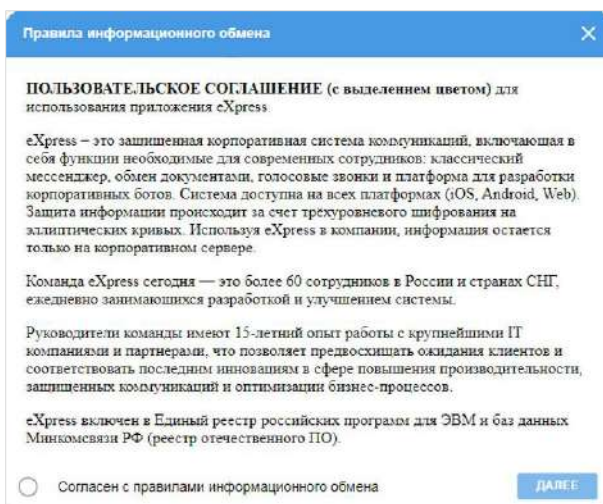 Правила информационного обмена
ПОЛЬЗОВАТЕЛЬСКОЕ СОГЛАШЕНИЕ (с выделением цветом) для
использования приложения eXpress
eXpress – это защищенная корпоративная система коммуникаций, включающая в
себя функции необходимые для современных сотрудников: классический
мессенджер, обмен документами, голосовые звонки и платформа для разработки
корпоративных ботов. Система доступна на всех платформах (iOS, Android, Web).
Защита информации происходит за счет трёхуровневого шифрования на
эллиптических кривых. Используя eXpress в компании, информация остается
только на корпоративном сервере.
Команда eXpress сегодня — это более 60 сотрудников в России и странах СНГ,
ежедневно занимающихся разработкой и улучшением системы.
Руководители команды имеют 15-летний опыт работы с крупнейшими IT
компаниями и партнерами, что позволяет предвосхищать ожидания клиентов и
соответствовать последним инновациям в сфере повышения производительности,
защищенных коммуникаций и оптимизации бизнес-процессов.
eXpress включен в Единый реестр российских программ для ЭВМ и баз данных
Минкомсвязи РФ (реестр отечественного ПО).
Согласен с правилами информационного обмена
ДАЛЕЕ